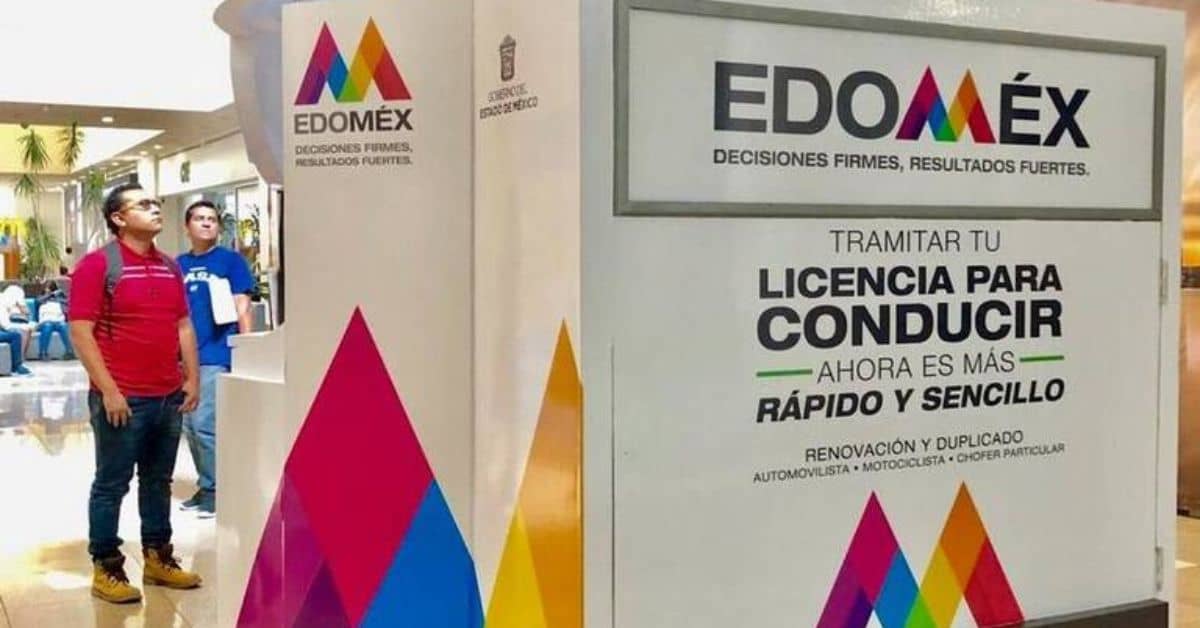 EDOMÉX
DECISIONES FIRMES,
RESULTADOS FUERTES.
GOBIERNO DEL
ESTADO DE MÉXICO
EDOMÉX
DECISIONES FIRMES, RESULTADOS FUERTES.
TRAMITAR TU
LICENCIA PARA
CONDUCIR
AHORA ES MÁS
RÁPIDO Y SENCILLO
RENOVACIÓN Y DUPLICADO
AUTOMOVILISTA • MOTOCICLISTA • CHOFER PARTICULAR